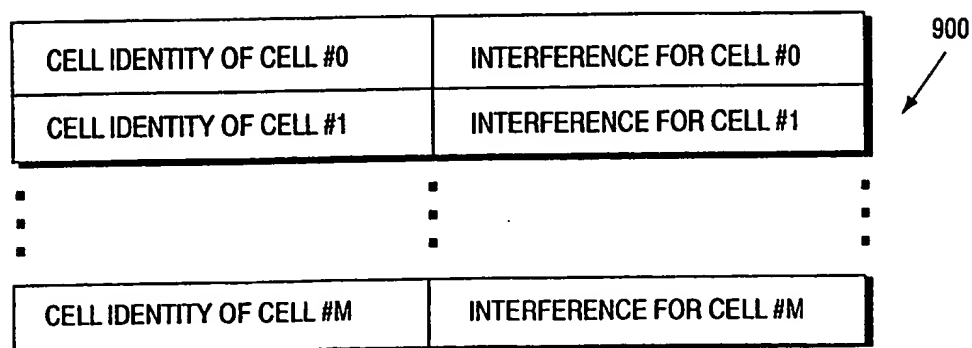 900
CELL IDENTITY OF CELL #0 INTERFERENCE FOR CELL #0
CELL IDENTITY OF CELL #1 INTERFERENCE FOR CELL #1
CELL IDENTITY OF CELL #M INTERFERENCE FOR CELL #M